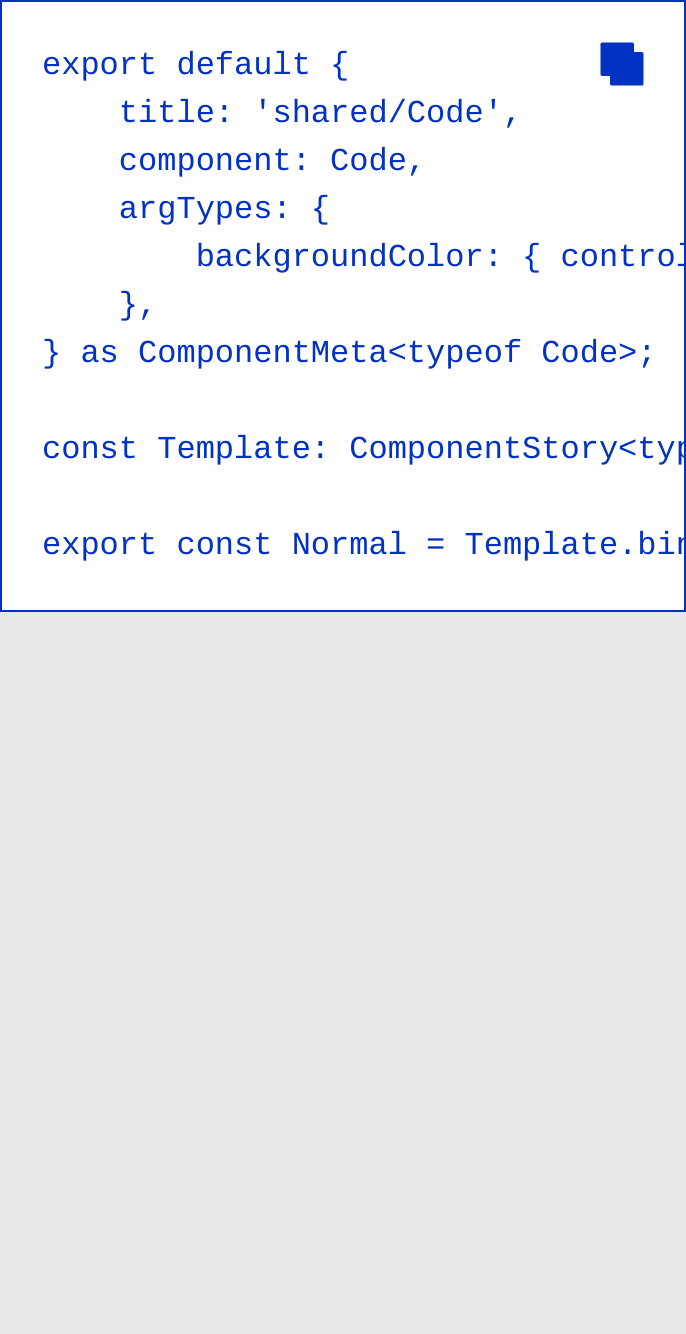 export default {
    title: 'shared/Code',
    component: Code,
    argTypes: {
        backgroundColor: { control
    },
} as ComponentMeta<typeof Code>;
const Template: ComponentStory<typ
export const Normal = Template.bin